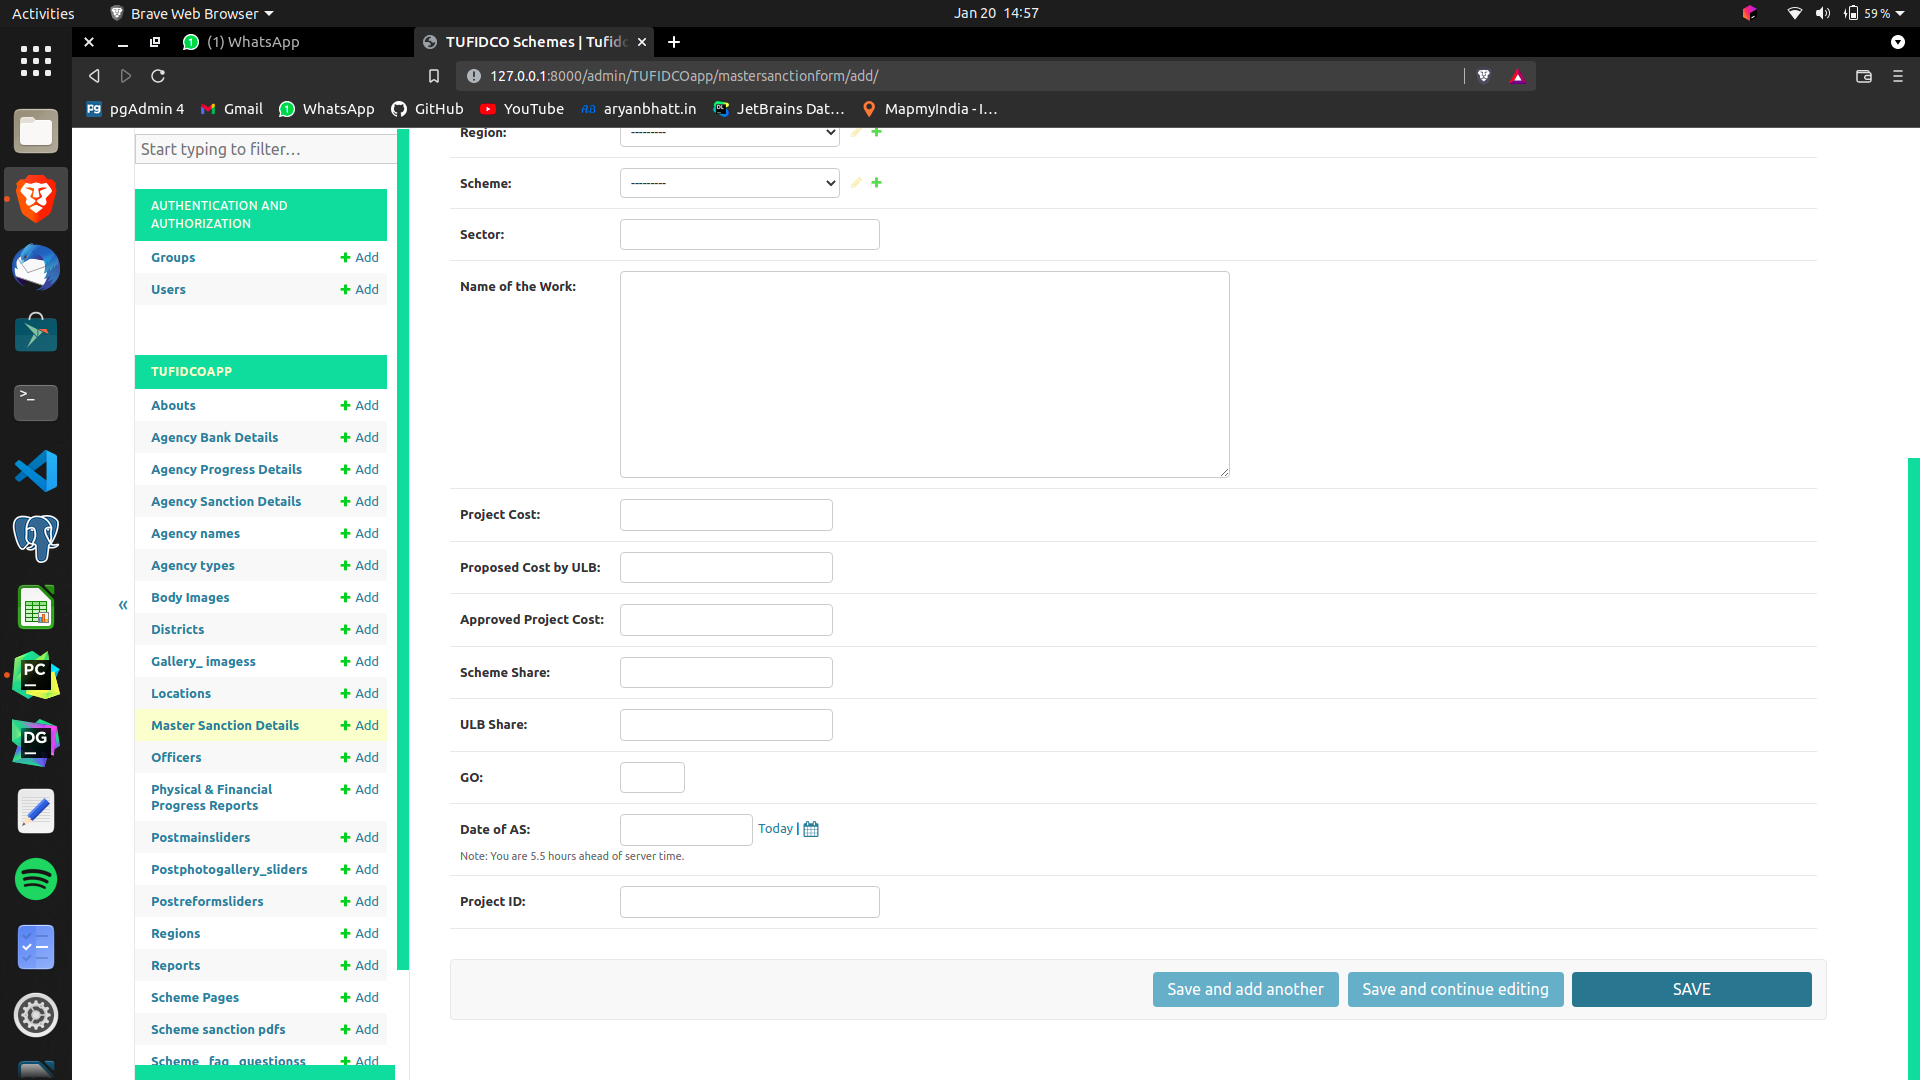 Activities
Brave Web Browser
Jan 20 14:57
59 %
(1) WhatsApp
TUFIDCO Schemes | Tufidc
127.0.0.1:8000/admin/TUFIDCOapp/mastersanctionform/add/
pgAdmin 4
Gmail
WhatsApp
GitHub
YouTube
aryanbhatt.in
JetBrains Dat…
MapmyIndia - I…
Start typing to filter…
AUTHENTICATION AND
AUTHORIZATION
Groups
Add
Users
Add
TUFIDCOAPP
Abouts
Add
Agency Bank Details
Add
Agency Progress Details
Add
Agency Sanction Details
Add
Agency names
Add
Agency types
Add
Body Images
Add
Districts
Add
Gallery_ imagess
Add
Locations
Add
Master Sanction Details
Add
Officers
Add
Physical & Financial
Progress Reports
Add
Postmainsliders
Add
Postphotogallery_sliders
Add
Postreformsliders
Add
Regions
Add
Reports
Add
Scheme Pages
Add
Scheme sanction pdfs
Add
Scheme_faq_questionss
Add
«
Region:
---------
Scheme:
---------
Sector:
Name of the Work:
Project Cost:
Proposed Cost by ULB:
Approved Project Cost:
Scheme Share:
ULB Share:
GO:
Date of AS:
Today |
Note: You are 5.5 hours ahead of server time.
Project ID:
Save and add another
Save and continue editing
SAVE
PC
DG
>_